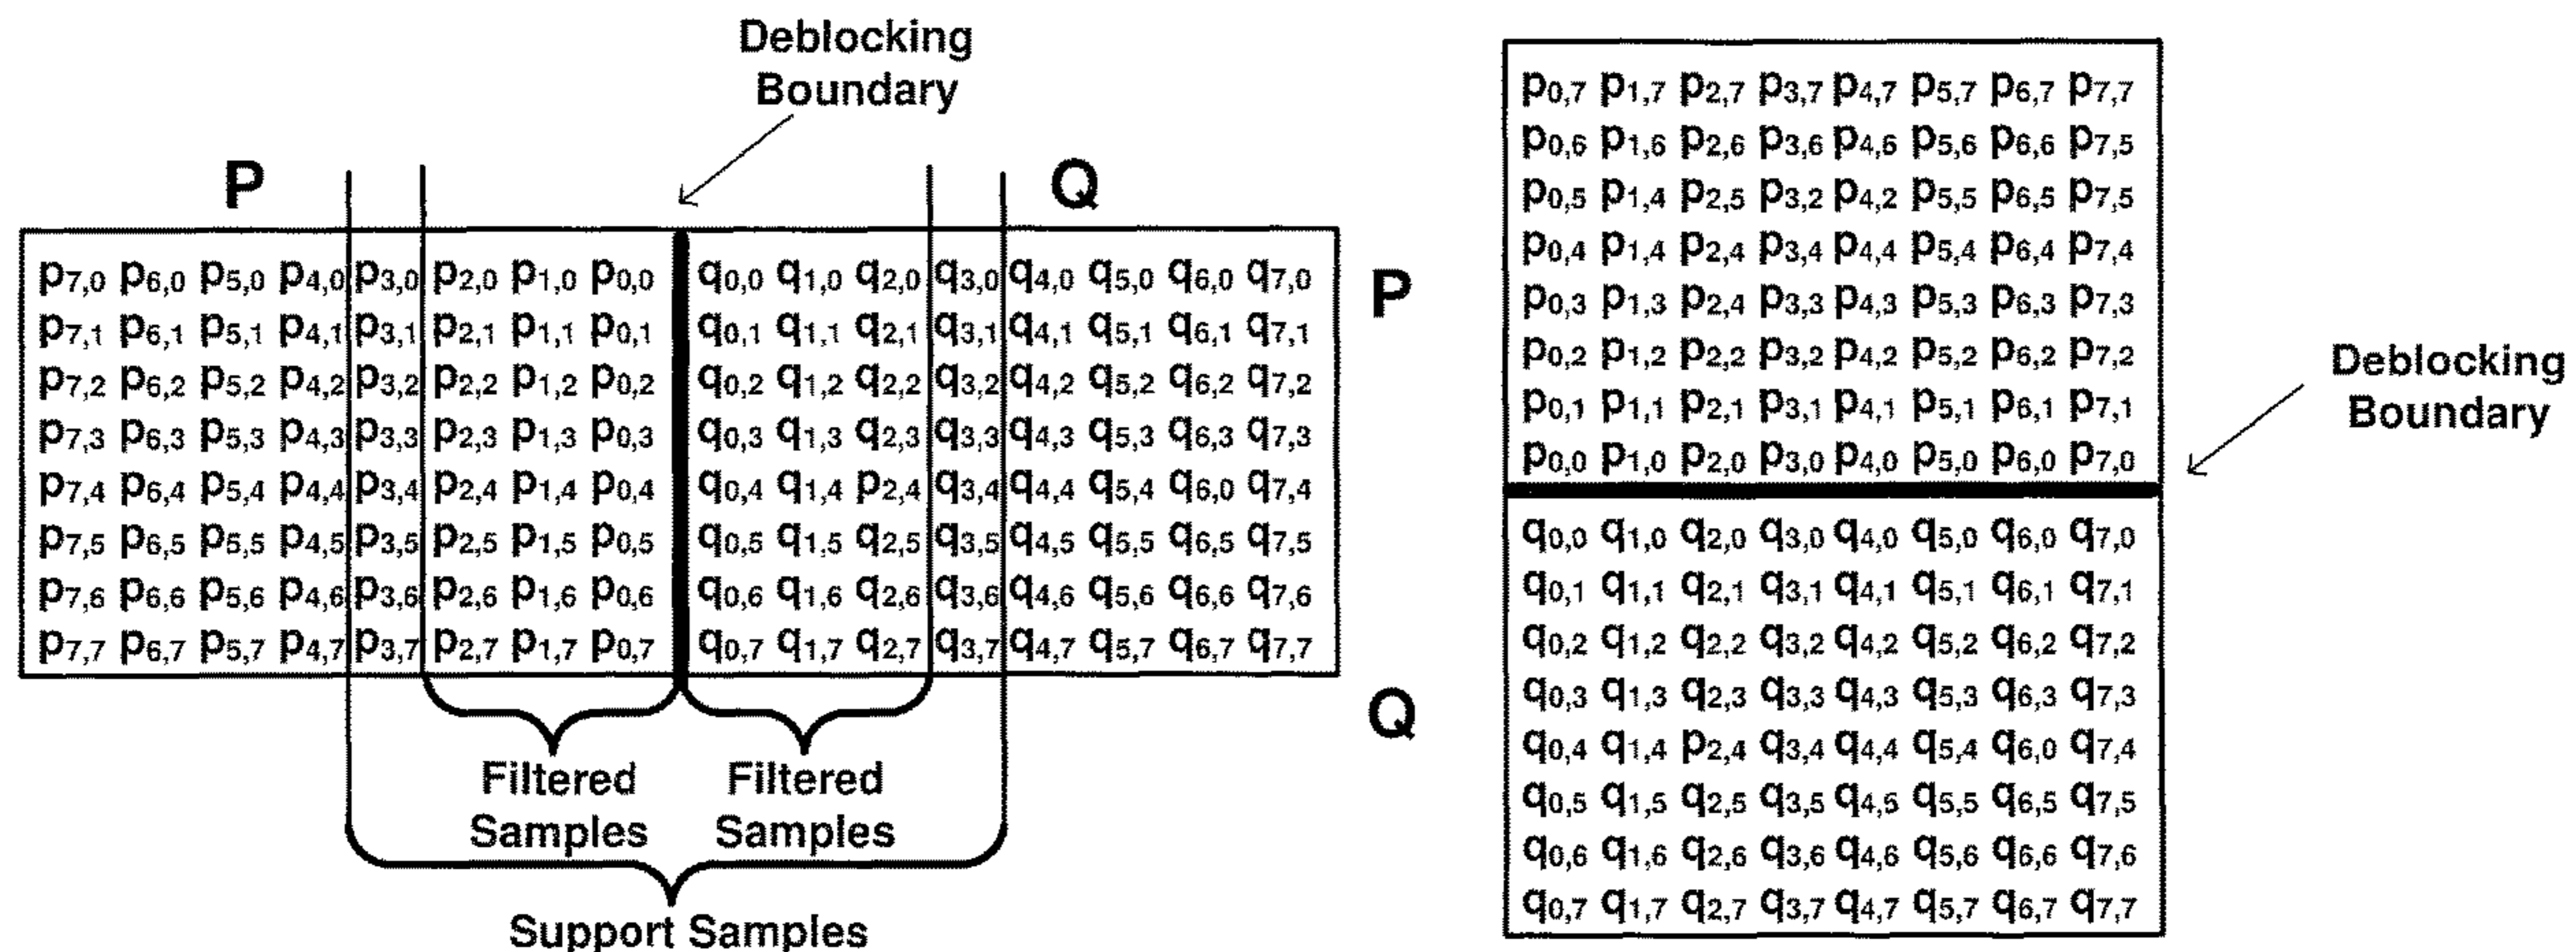 Deblocking
Boundary
P
Q
p7,0 p6,0 p5,0 p4,0 p3,0 p2,0 p1,0 p0,0 q0,0 q1,0 q2,0 q3,0 q4,0 q5,0 q6,0 q7,0
p7,1 p6,1 p5,1 p4,1 p3,1 p2,1 p1,1 p0,1 q0,1 q1,1 q2,1 q3,1 q4,1 q5,1 q6,1 q7,1
p7,2 p6,2 p5,2 p4,2 p3,2 p2,2 p1,2 p0,2 q0,2 q1,2 q2,2 q3,2 q4,2 q5,2 q6,2 q7,2
p7,3 p6,3 p5,3 p4,3 p3,3 p2,3 p1,3 p0,3 q0,3 q1,3 q2,3 q3,3 q4,3 q5,3 q6,3 q7,3
p7,4 p6,4 p5,4 p4,4 p3,4 p2,4 p1,4 p0,4 q0,4 q1,4 p2,4 q3,4 q4,4 q5,4 q6,0 q7,4
p7,5 p6,5 p5,5 p4,5 p3,5 p2,5 p1,5 p0,5 q0,5 q1,5 q2,5 q3,5 q4,5 q5,5 q6,5 q7,5
p7,6 p6,6 p5,6 p4,6 p3,6 p2,6 p1,6 p0,6 q0,6 q1,6 q2,6 q3,6 q4,6 q5,6 q6,6 q7,6
p7,7 p6,7 p5,7 p4,7 p3,7 p2,7 p1,7 p0,7 q0,7 q1,7 q2,7 q3,7 q4,7 q5,7 q6,7 q7,7
Filtered
Samples
Filtered
Samples
Support Samples
P
Q
p0,7 p1,7 p2,7 p3,7 p4,7 p5,7 p6,7 p7,7
p0,6 p1,6 p2,6 p3,6 p4,6 p5,6 p6,6 p7,5
p0,5 p1,4 p2,5 p3,2 p4,2 p5,5 p6,5 p7,5
p0,4 p1,4 p2,4 p3,4 p4,4 p5,4 p6,4 p7,4
p0,3 p1,3 p2,4 p3,3 p4,3 p5,3 p6,3 p7,3
p0,2 p1,2 p2,2 p3,2 p4,2 p5,2 p6,2 p7,2
p0,1 p1,1 p2,1 p3,1 p4,1 p5,1 p6,1 p7,1
p0,0 p1,0 p2,0 p3,0 p4,0 p5,0 p6,0 p7,0
q0,0 q1,0 q2,0 q3,0 q4,0 q5,0 q6,0 q7,0
q0,1 q1,1 q2,1 q3,1 q4,1 q5,1 q6,1 q7,1
q0,2 q1,2 q2,2 q3,2 q4,2 q5,2 q6,2 q7,2
q0,3 q1,3 q2,3 q3,3 q4,3 q5,3 q6,3 q7,3
q0,4 q1,4 p2,4 q3,4 q4,4 q5,4 q6,0 q7,4
q0,5 q1,5 q2,5 q3,5 q4,5 q5,5 q6,5 q7,5
q0,6 q1,6 q2,6 q3,6 q4,6 q5,6 q6,6 q7,6
q0,7 q1,7 q2,7 q3,7 q4,7 q5,7 q6,7 q7,7
Deblocking
Boundary